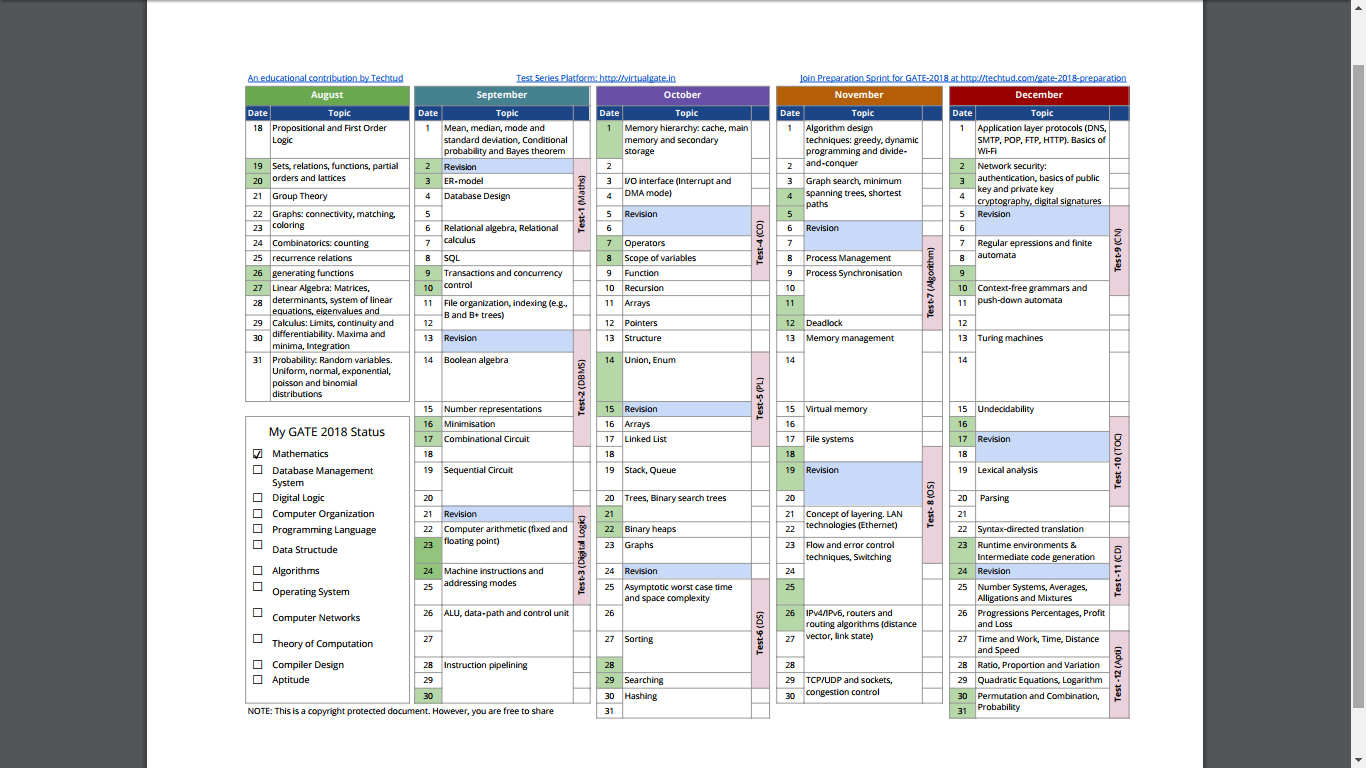 An educational contribution by Techtud
Test Series Platform: http://virtualgate.in
Join Preparation Sprint for GATE-2018 at http://techtud.com/gate-2018-preparation
August
Date Topic
18 Propositional and First Order
Logic
19 Sets, relations, functions, partial
20 orders and lattices
21 Group Theory
22 Graphs: connectivity, matching,
23 coloring
24 Combinatorics: counting
25 recurrence relations
26 generating functions
27 Linear Algebra: Matrices,
determinants, system of linear
28 equations, eigenvalues and
29 Calculus: Limits, continuity and
differentiability. Maxima and
30 minima, Integration
31 Probability: Random variables.
Uniform, normal, exponential,
poisson and binomial
distributions
My GATE 2018 Status
Mathematics
Database Management
System
Digital Logic
Computer Organization
Programming Language
Data Structude
Algorithms
Operating System
Computer Networks
Theory of Computation
Compiler Design
Aptitude
NOTE: This is a copyright protected document. However, you are free to share
September
Date Topic
1 Mean, median, mode and
standard deviation, Conditional
probability and Bayes theorem
2 Revision
3 ER-model
4 Database Design
5
6 Relational algebra, Relational
7 calculus
8 SQL
9 Transactions and concurrency
10 control
11 File organization, indexing (e.g.,
B and B+ trees)
12
13 Revision
14 Boolean algebra
15 Number representations
16 Minimisation
17 Combinational Circuit
18
19 Sequential Circuit
20
21 Revision
22 Computer arithmetic (fixed and
23 floating point)
24 Machine instructions and
addressing modes
25
26 ALU, data-path and control unit
27
28 Instruction pipelining
29
30
Test-1 (Maths)
Test-2 (DBMS)
Test-3 (Digital Logic)
October
Date Topic
1 Memory hierarchy: cache, main
memory and secondary
storage
2
3 I/O interface (Interrupt and
4 DMA mode)
5 Revision
6
7 Operators
8 Scope of variables
9 Function
10 Recursion
11 Arrays
12 Pointers
13 Structure
14 Union, Enum
15 Revision
16 Arrays
17 Linked List
18
19 Stack, Queue
20 Trees, Binary search trees
21
22 Binary heaps
23 Graphs
24 Revision
25 Asymptotic worst case time
and space complexity
26
27 Sorting
28
29 Searching
30 Hashing
31
Test-4 (CO)
Test-5 (PL)
Test-6 (DS)
November
Date Topic
1 Algorithm design
techniques: greedy, dynamic
programming and divide-
2 and-conquer
3 Graph search, minimum
4 spanning trees, shortest
paths
5
6 Revision
7
8 Process Management
9 Process Synchronisation
10
11
12 Deadlock
13 Memory management
14
15 Virtual memory
16
17 File systems
18
19 Revision
20
21 Concept of layering. LAN
22 technologies (Ethernet)
23 Flow and error control
techniques, Switching
24
25
26 IPv4/IPv6, routers and
routing algorithms (distance
27 vector, link state)
28
29 TCP/UDP and sockets,
30 congestion control
Test-7 (Algorithm)
Test- 8 (OS)
December
Date Topic
1 Application layer protocols (DNS,
SMTP, POP, FTP, HTTP). Basics of
Wi-Fi
2 Network security:
3 authentication, basics of public
key and private key
4 cryptography, digital signatures
5 Revision
6
7 Regular epressions and finite
8 automata
9
10 Context-free grammars and
11 push-down automata
12
13 Turing machines
14
15 Undecidability
16
17 Revision
18
19 Lexical analysis
20 Parsing
21
22 Syntax-directed translation
23 Runtime environments &
Intermediate code generation
24 Revision
25 Number Systems, Averages,
Alligations and Mixtures
26 Progressions Percentages, Profit
and Loss
27 Time and Work, Time, Distance
and Speed
28 Ratio, Proportion and Variation
29 Quadratic Equations, Logarithm
30 Permutation and Combination,
31 Probability
Test-9 (CN)
Test -10 (TOC)
Test -11 (CD)
Test -12 (Apti)